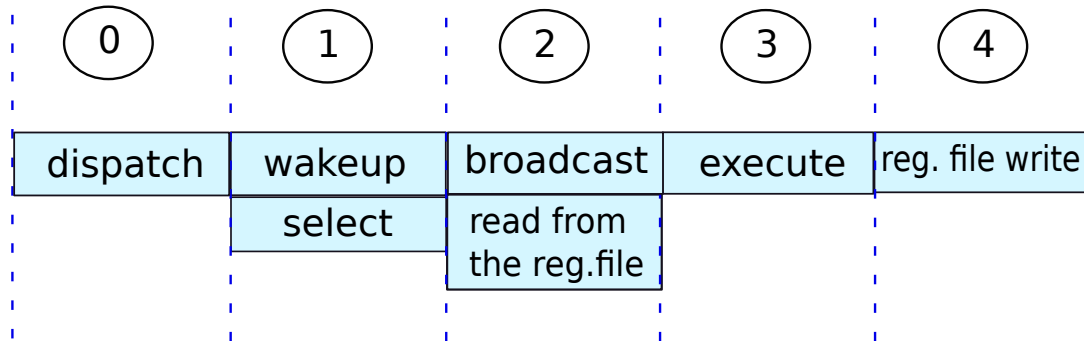 0 1 2 3 4
dispatch wakeup broadcast execute reg. file write
select read from
the reg.file